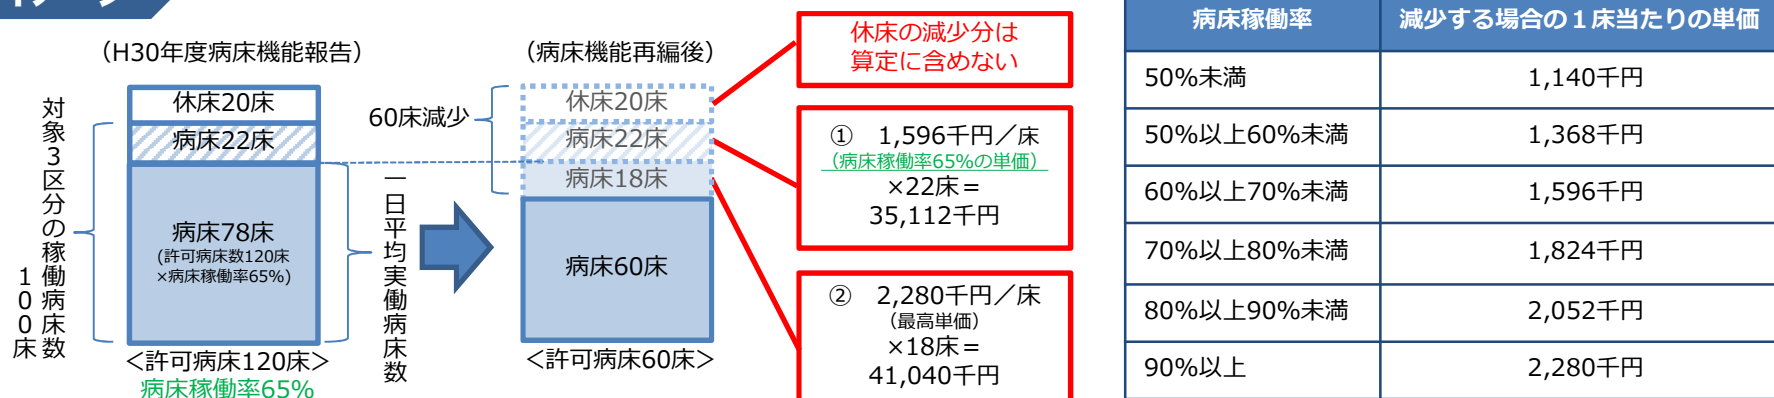 （H30年度病床機能報告）
対象３区分の稼働病床数
１００床
休床20床
病床22床
病床78床
(許可病床数120床
×病床稼働率65%)
＜許可病床120床＞
病床稼働率65%
一日平均実働病床数
（病床機能再編後）
60床減少
休床20床
病床22床
病床18床
病床60床
＜許可病床60床＞
休床の減少分は
算定に含めない
①　1,596千円／床
（病床稼働率65%の単価）
×22床＝
35,112千円
②　2,280千円／床
（最高単価）
×18床＝
41,040千円
病床稼働率　減少する場合の１床当たりの単価
50%未満　1,140千円
50%以上60%未満　1,368千円
60%以上70%未満　1,596千円
70%以上80%未満　1,824千円
80%以上90%未満　2,052千円
90%以上　2,280千円